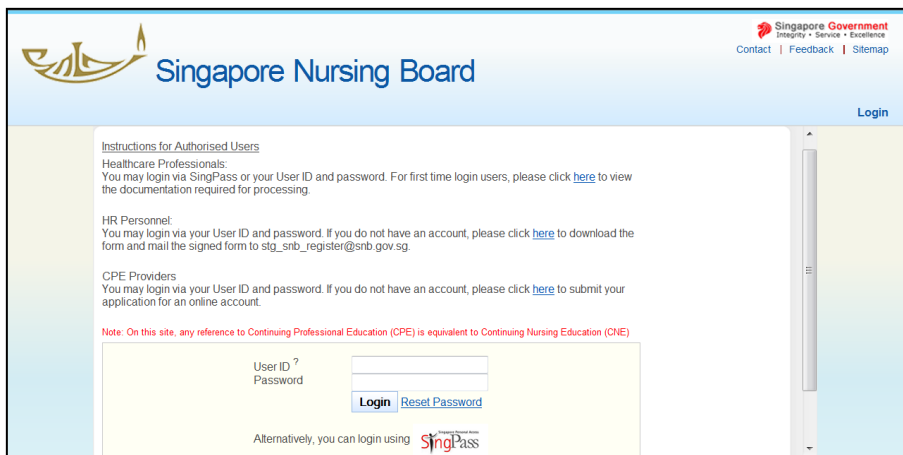 Singapore Government
Integrity • Service • Excellence
Contact | Feedback | Sitemap
Singapore Nursing Board
Login
Instructions for Authorised Users
Healthcare Professionals:
You may login via SingPass or your User ID and password. For first time login users, please click here to view
the documentation required for processing.
HR Personnel:
You may login via your User ID and password. If you do not have an account, please click here to download the
form and mail the signed form to stg_snb_register@snb.gov.sg.
CPE Providers
You may login via your User ID and password. If you do not have an account, please click here to submit your
application for an online account.
Note: On this site, any reference to Continuing Professional Education (CPE) is equivalent to Continuing Nursing Education (CNE)
User ID ?
Password
Login Reset Password
Singapore Personal Access
Alternatively, you can login using SingPass